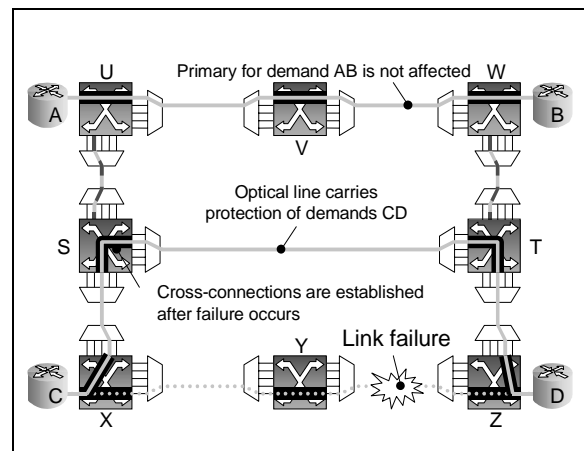 U
W
Primary for demand AB is not affected
A
B
V
Optical line carries
protection of demands CD
S
T
Cross-connections are established
after failure occurs
Y
Link failure
C
D
X
Z